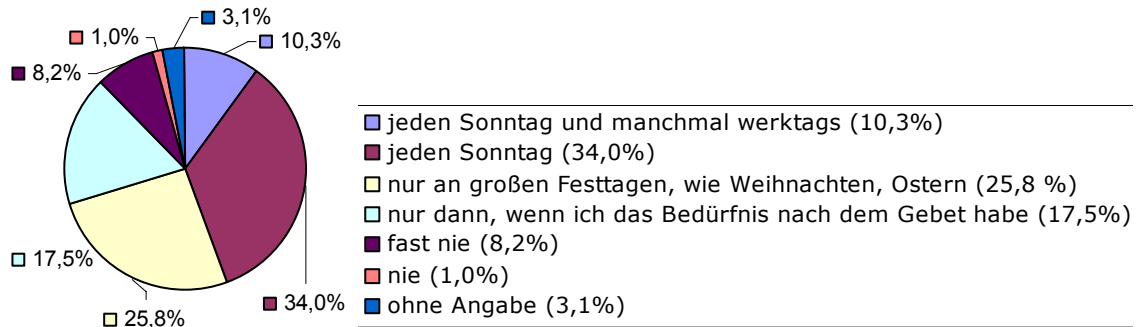 3,1%
1,0%
10,3%
8,2%
17,5%
25,8%
34,0%
jeden Sonntag und manchmal werktags (10,3%)
jeden Sonntag (34,0%)
nur an großen Festtagen, wie Weihnachten, Ostern (25,8 %)
nur dann, wenn ich das Bedürfnis nach dem Gebet habe (17,5%)
fast nie (8,2%)
nie (1,0%)
ohne Angabe (3,1%)